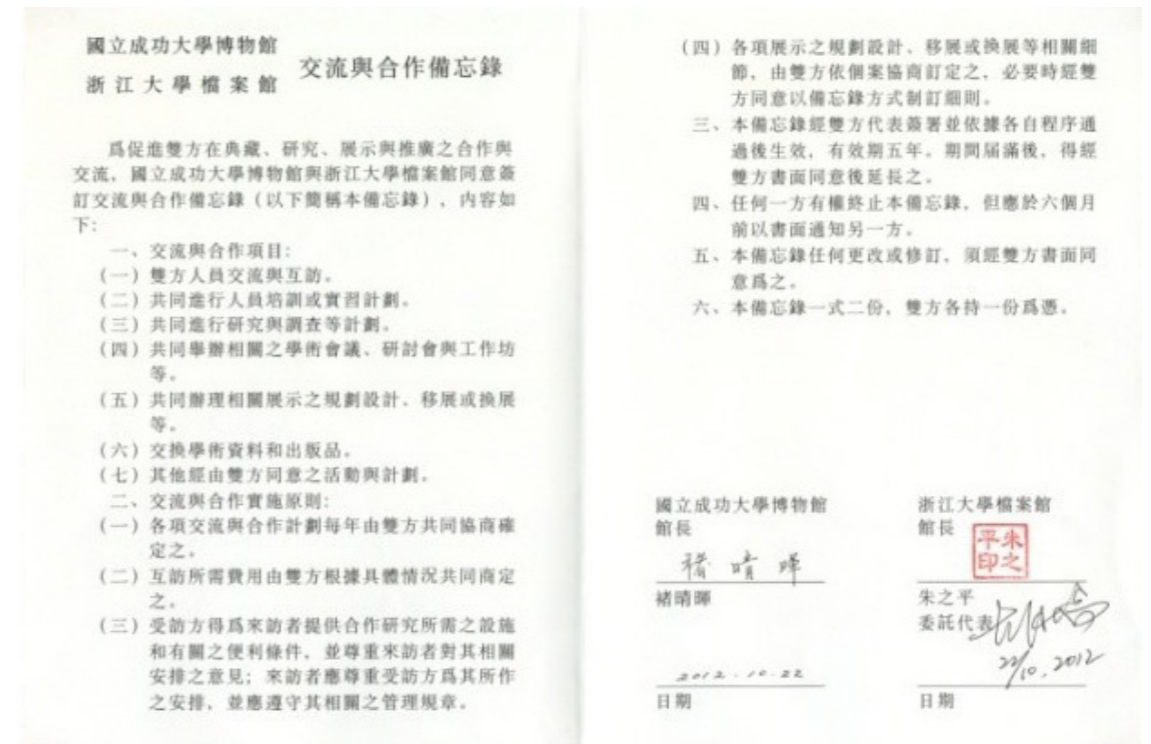 國立成功大學博物館
浙江大學檔案館
交流與合作備忘錄
爲促進雙方在典藏、研究、展示與推廣之合作與
交流，國立成功大學博物館與浙江大學檔案館同意簽
訂交流與合作備忘錄（以下簡稱本備忘錄），內容如
下：
一、交流與合作項目：
（一）雙方人員交流與互訪。
（二）共同進行人員培訓或實習計劃。
（三）共同進行研究與調查等計劃。
（四）共同舉辦相關之學術會議、研討會與工作坊
等。
（五）共同辦理相關展示之規劃設計、移展或換展
等。
（六）交換學術資料和出版品。
（七）其他經由雙方同意之活動與計劃。
二、交流與合作實施原則：
（一）各項交流與合作計劃每年由雙方共同協商確
定之。
（二）互訪所需費用由雙方根據具體情況共同商定
之。
（三）受訪方得爲來訪者提供合作研究所需之設施
和有關之便利條件，並尊重來訪者對其相關
安排之意見；來訪者應尊重受訪方爲其所作
之安排，並應遵守其相關之管理規章。
（四）各項展示之規劃設計、移展或換展等相關細
節，由雙方依個案協商訂定之，必要時經雙
方同意以備忘錄方式制訂細則。
三、本備忘錄經雙方代表簽署並依據各自程序通
過後生效，有效期五年。期間屆滿後，得經
雙方書面同意後延長之。
四、任何一方有權終止本備忘錄，但應於六個月
前以書面通知另一方。
五、本備忘錄任何更改或修訂，須經雙方書面同
意爲之。
六、本備忘錄一式二份，雙方各持一份爲憑。
國立成功大學博物館
館長
褚晴暉
褚晴暉
2012.10.22
日期
浙江大學檔案館
館長
朱之
平印
朱之平
委託代表
22/10, 2012
日期